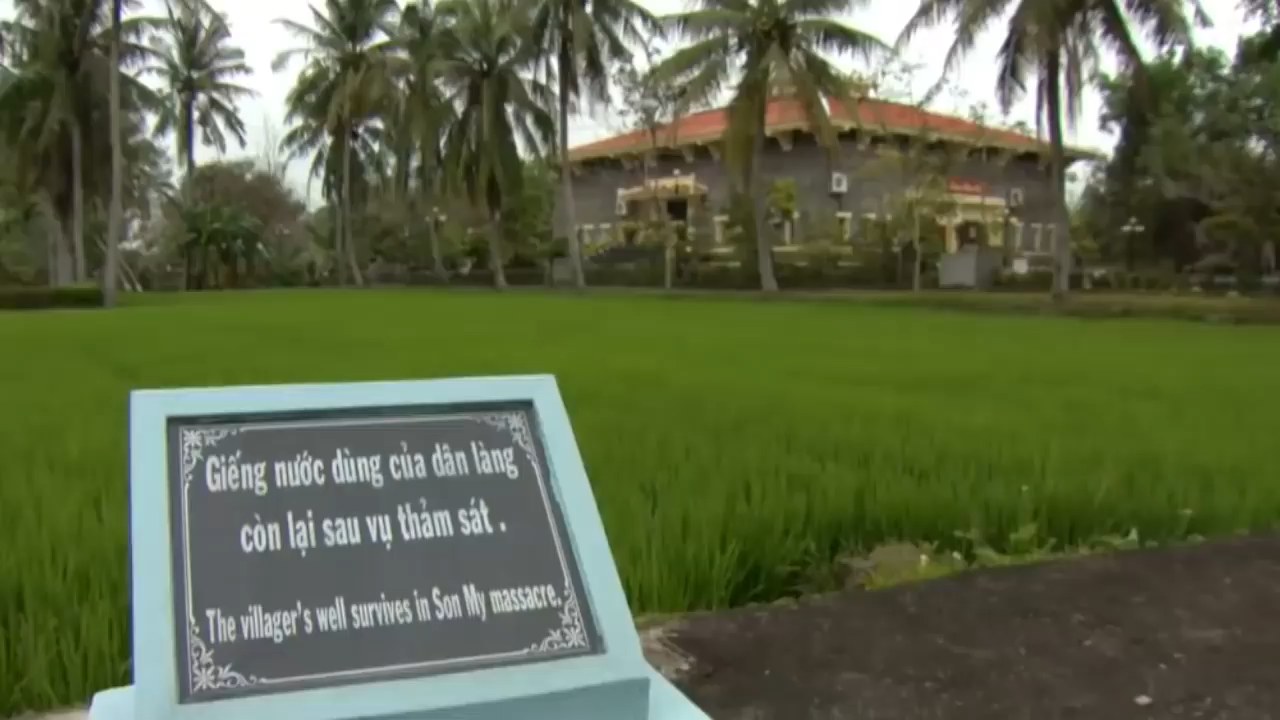 Giếng nước dùng của dân làng
còn lại sau vụ thảm sát .
The villager's well survives in Son My massacre.